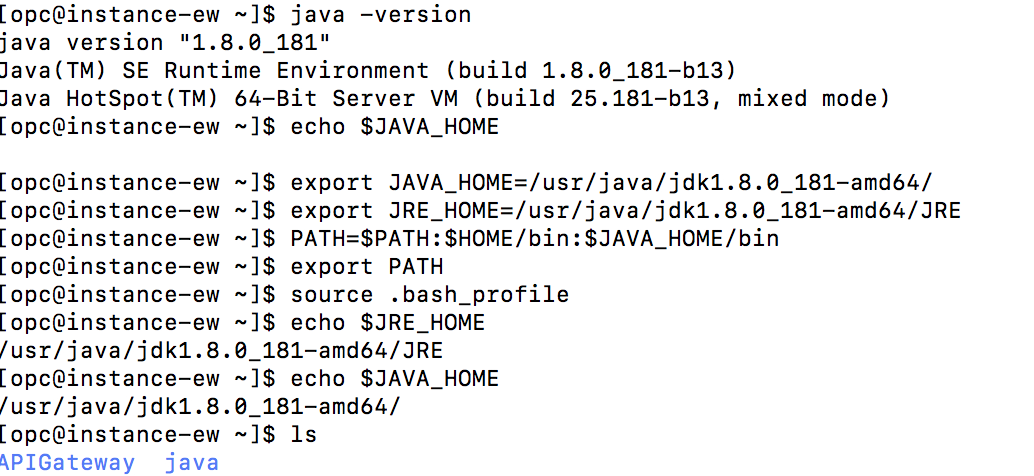 [opc@instance-ew ~]$ java -version
java version "1.8.0_181"
Java(TM) SE Runtime Environment (build 1.8.0_181-b13)
Java HotSpot(TM) 64-Bit Server VM (build 25.181-b13, mixed mode)
[opc@instance-ew ~]$ echo $JAVA_HOME
[opc@instance-ew ~]$ export JAVA_HOME=/usr/java/jdk1.8.0_181-amd64/
[opc@instance-ew ~]$ export JRE_HOME=/usr/java/jdk1.8.0_181-amd64/JRE
[opc@instance-ew ~]$ PATH=$PATH:$HOME/bin:$JAVA_HOME/bin
[opc@instance-ew ~]$ export PATH
[opc@instance-ew ~]$ source .bash_profile
[opc@instance-ew ~]$ echo $JRE_HOME
/usr/java/jdk1.8.0_181-amd64/JRE
[opc@instance-ew ~]$ echo $JAVA_HOME
/usr/java/jdk1.8.0_181-amd64/
[opc@instance-ew ~]$ ls
APIGateway  java